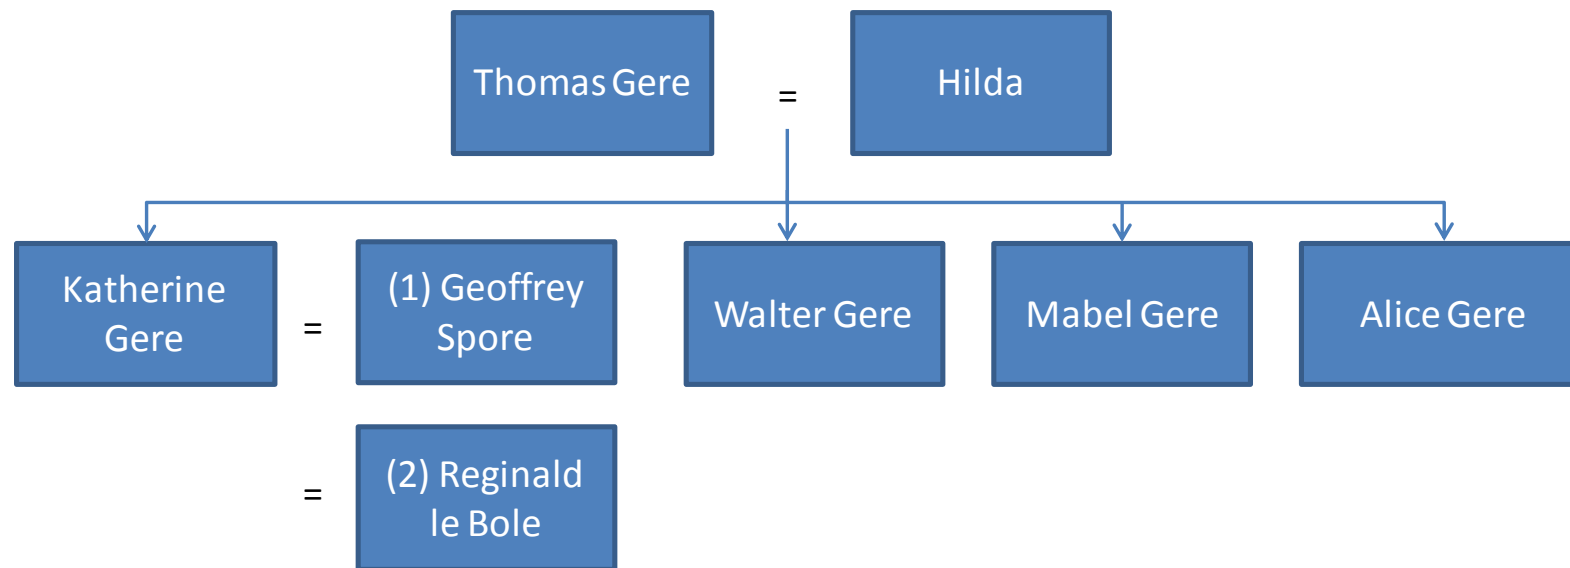 Thomas Gere
=
Hilda
Katherine
Gere
=
(1) Geoffrey
Spore
Walter Gere
Mabel Gere
Alice Gere
=
(2) Reginald
le Bole